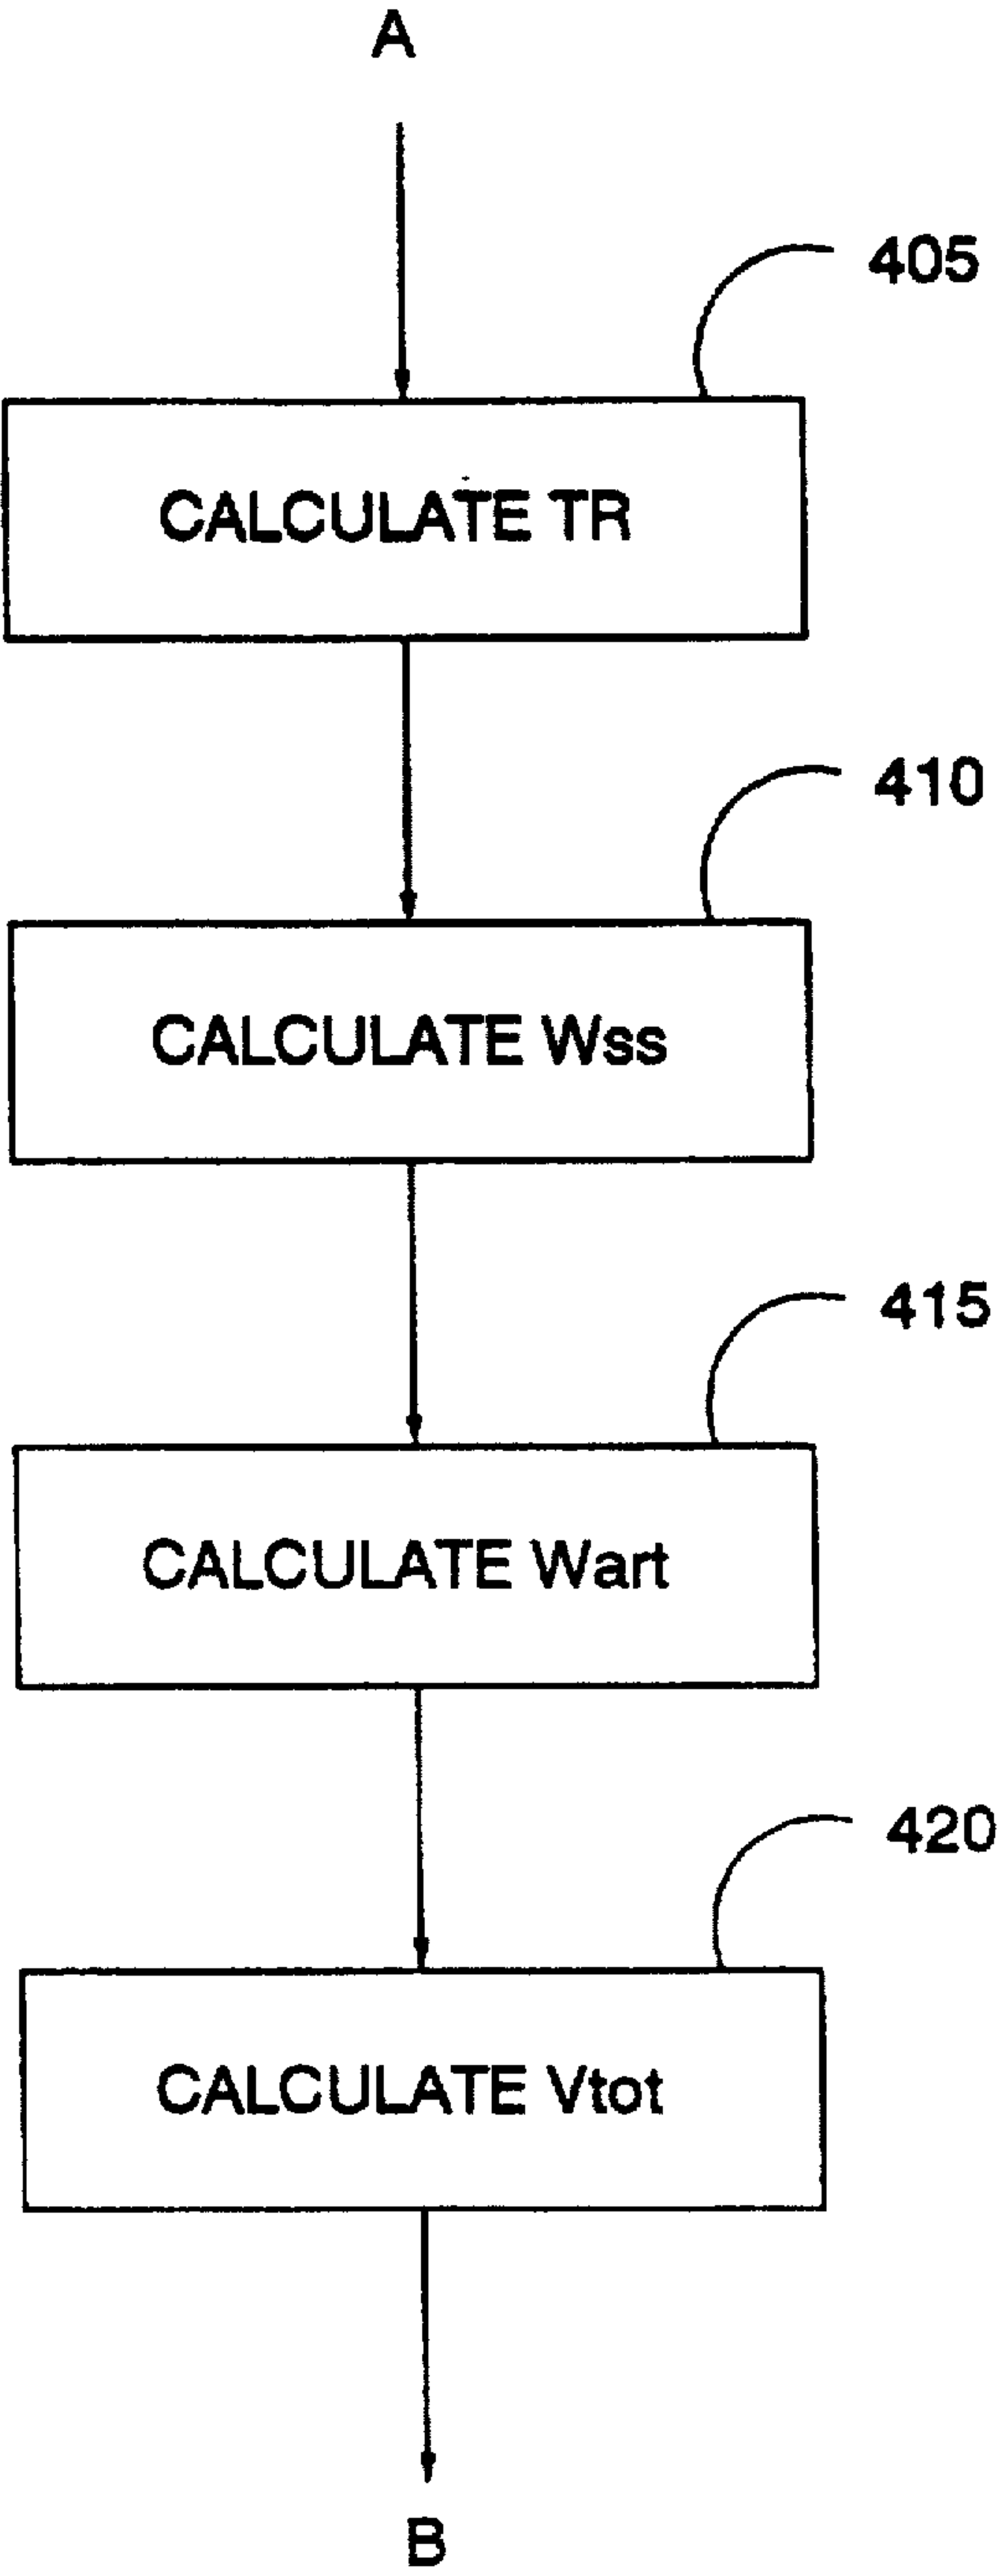 A
405
CALCULATE TR
410
CALCULATE Wss
415
CALCULATE Wart
420
CALCULATE Vtot
B